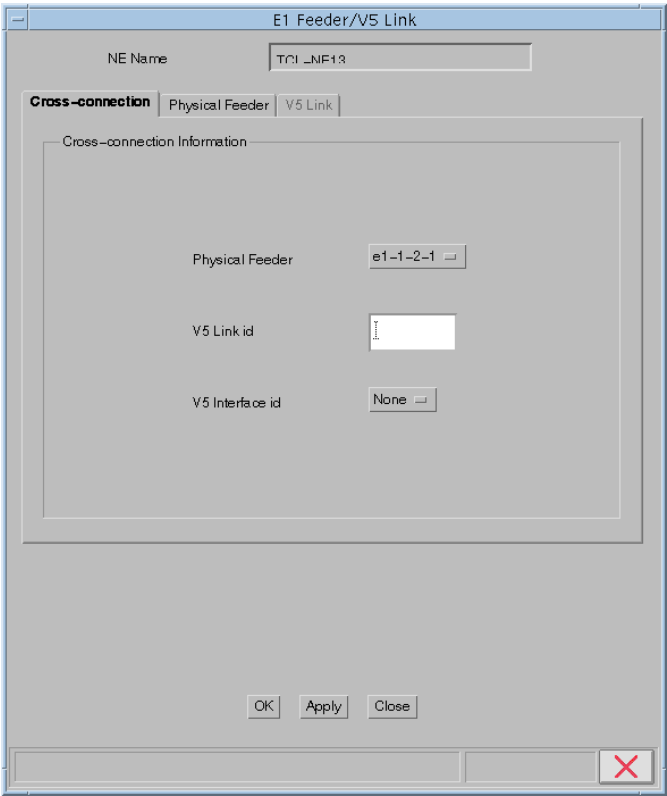 E1 Feeder/V5 Link
NE Name TCL-NE13
Cross-connection Physical Feeder V5 Link
Cross-connection Information
Physical Feeder e1-1-2-1
V5 Link id
V5 Interface id None
OK Apply Close